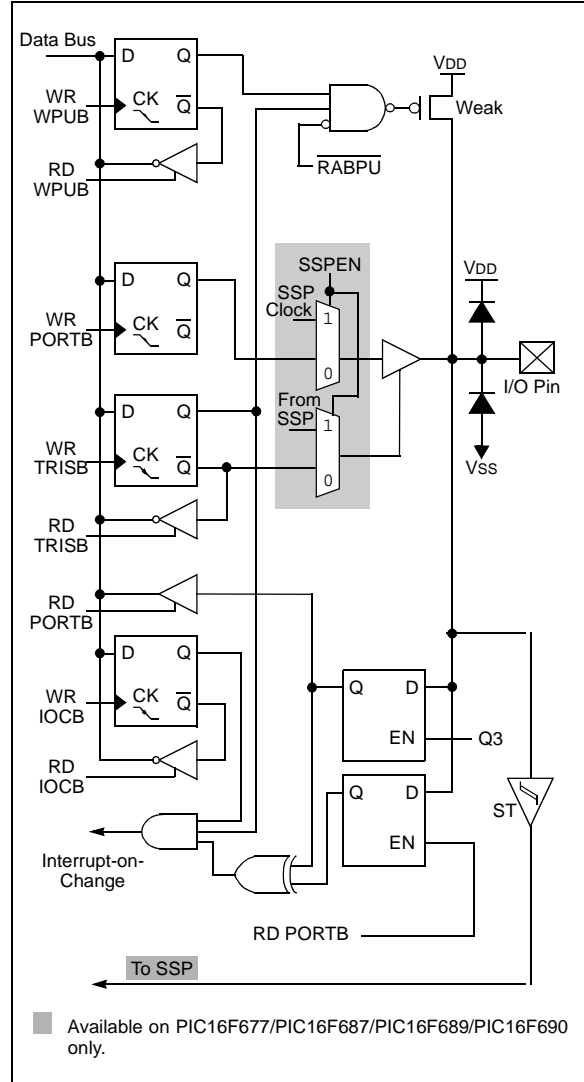 Data Bus
D Q
CK
Q
WR
WPUB
RD
WPUB
VDD
Weak
RABPU
D Q
CK
Q
WR
PORTB
SSPEN
SSP
Clock
1
0
From
SSP
1
0
VDD
I/O Pin
VSS
D Q
CK
Q
WR
TRISB
RD
TRISB
RD
PORTB
D Q
CK
Q
WR
IOCB
RD
IOCB
Q D
EN
Q3
Q D
EN
ST
Interrupt-on-
Change
RD PORTB
To SSP
Available on PIC16F677/PIC16F687/PIC16F689/PIC16F690
only.